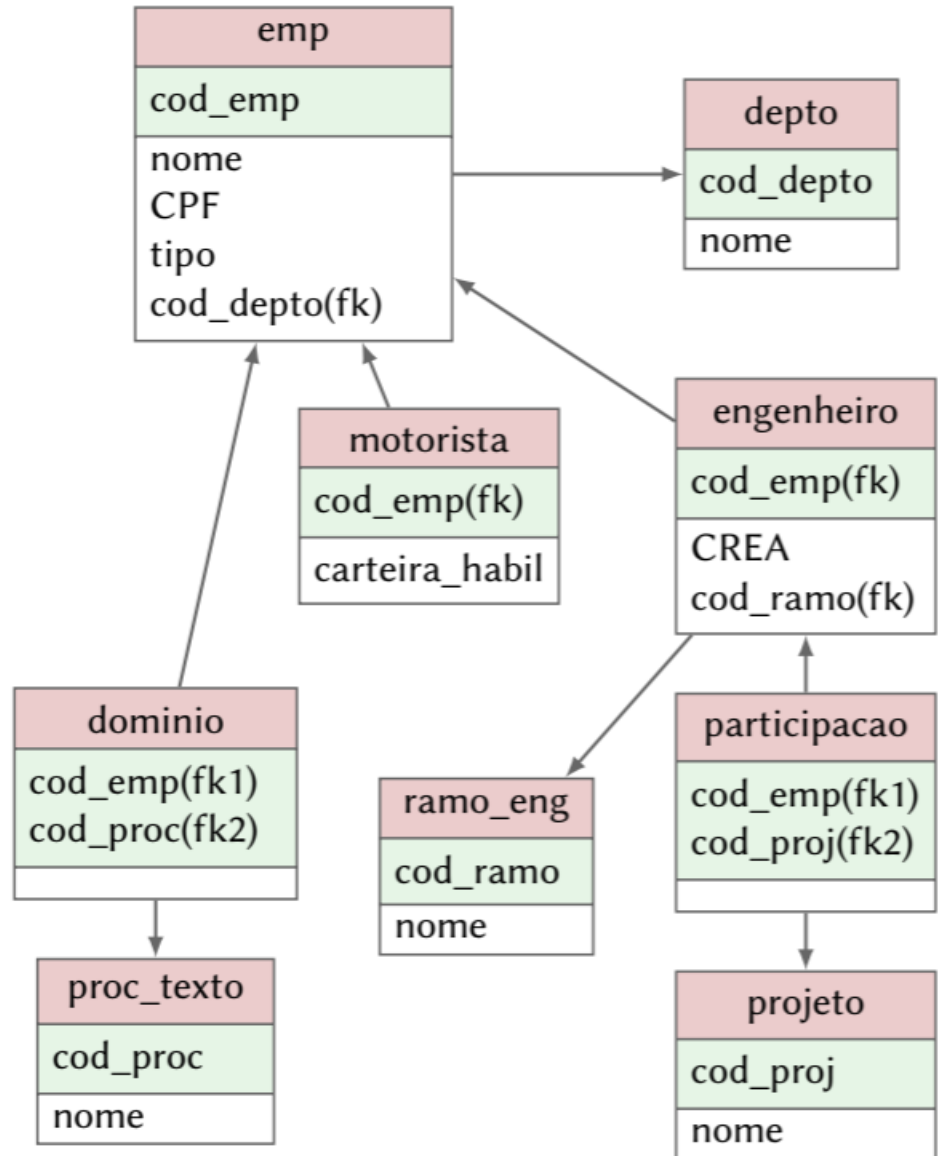 emp
cod_emp
nome
CPF
tipo
cod_depto(fk)
depto
cod_depto
nome
motorista
cod_emp(fk)
carteira_habil
engenheiro
cod_emp(fk)
CREA
cod_ramo(fk)
dominio
cod_emp(fk1)
cod_proc(fk2)
ramo_eng
cod_ramo
nome
participacao
cod_emp(fk1)
cod_proj(fk2)
proc_texto
cod_proc
nome
projeto
cod_proj
nome